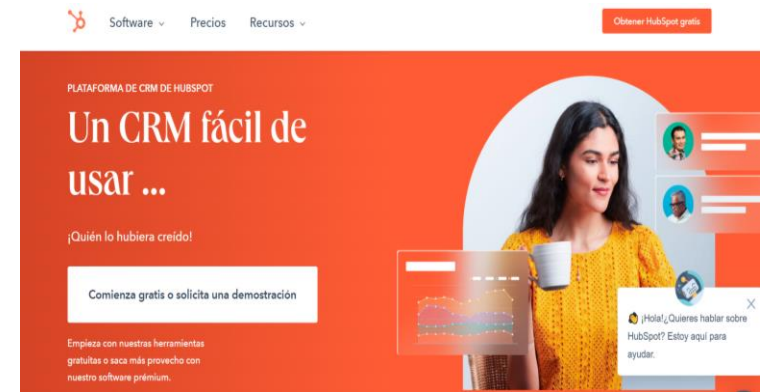 Software
Precios
Recursos
Obtener HubSpot gratis
PLATAFORMA DE CRM DE HUBSPOT
Un CRM fácil de
usar ...
¡Quién lo hubiera creído!
Comienza gratis o solicita una demostración
Empieza con nuestras herramientas
gratuitas o saca más provecho con
nuestro software prémium.
¡Hola!¿Quieres hablar sobre
HubSpot? Estoy aquí para
ayudar.